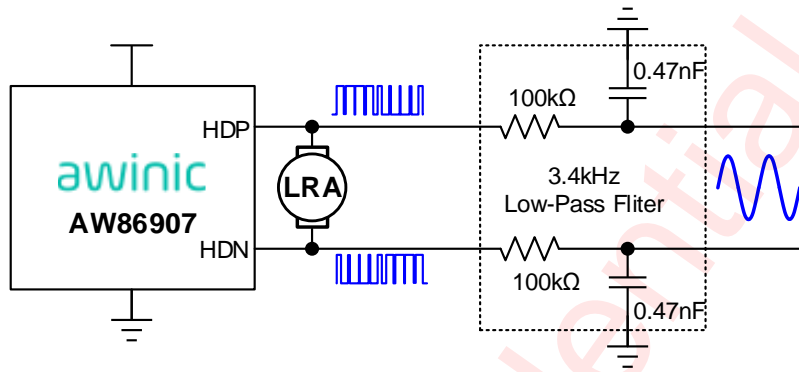 0.47nF
100kΩ
HDP
awinic
AW86907
LRA
3.4kHz
Low-Pass Fliter
HDN
100kΩ
0.47nF